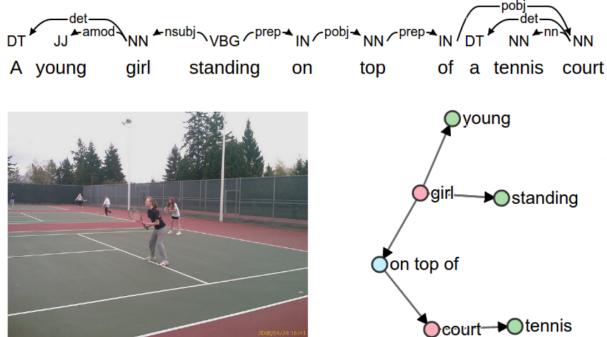 pobj
det det
amod nsubj prep pobj prep nn
DT JJ NN VBG IN NN IN DT NN NN
A young girl standing on top of a tennis court
young
girl
standing
on top of
court
tennis